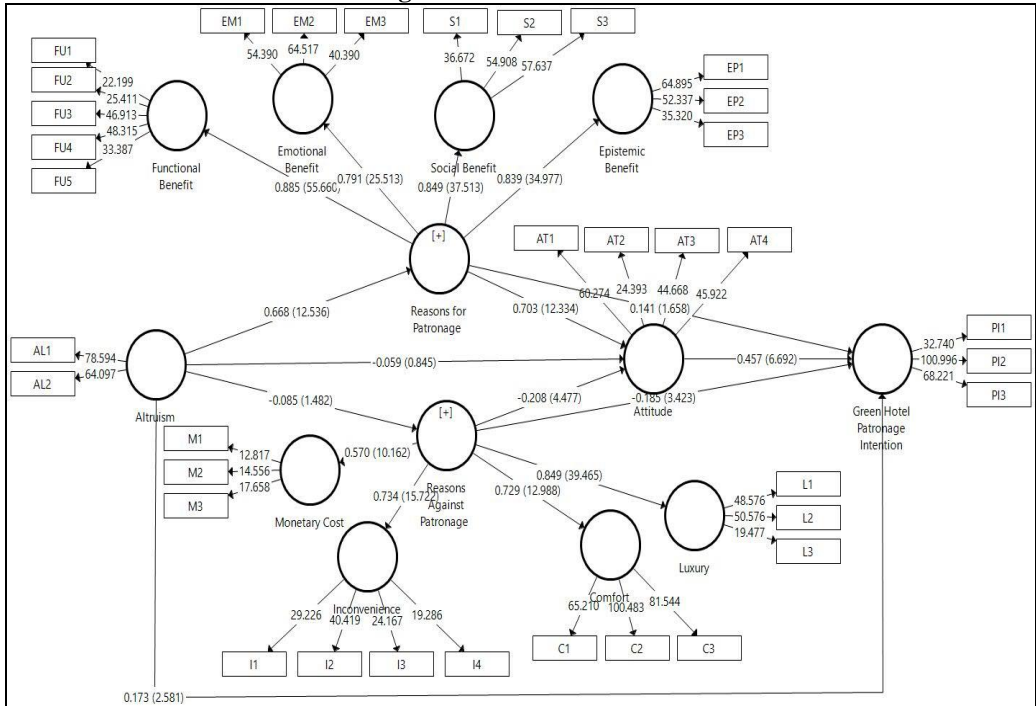 EM1
EM2
EM3
S1
S2
S3
FU1
FU2
FU3
FU4
FU5
54.390
64.517
40.390
36.672
54.908
57.637
EP1
EP2
EP3
22.199
25.411
46.913
48.315
33.387
64.895
52.337
35.320
Functional
Benefit
Emotional
Benefit
Social Benefit
Epistemic
Benefit
0.885 (55.660)
0.791 (25.513)
0.849 (37.513)
0.839 (34.977)
[+]
Reasons for
Patronage
AT1
AT2
AT3
AT4
60.274
24.393
44.668
45.922
0.668 (12.536)
0.703 (12.334)
0.141 (1.658)
AL1
AL2
78.594
64.097
Altruism
-0.059 (0.845)
Attitude
0.457 (6.692)
32.740
100.996
68.221
PI1
PI2
PI3
Green Hotel
Patronage
Intention
-0.085 (1.482)
-0.208 (4.477)
-0.185 (3.423)
[+]
Reasons
Against
Patronage
M1
M2
M3
12.817
14.556
17.658
Monetary Cost
0.570 (10.162)
0.734 (15.722)
0.729 (12.988)
0.849 (39.465)
48.576
50.576
19.477
L1
L2
L3
Luxury
Inconvenience
29.226
40.419
24.167
19.286
I1
I2
I3
I4
Comfort
65.210
100.483
81.544
C1
C2
C3
0.173 (2.581)